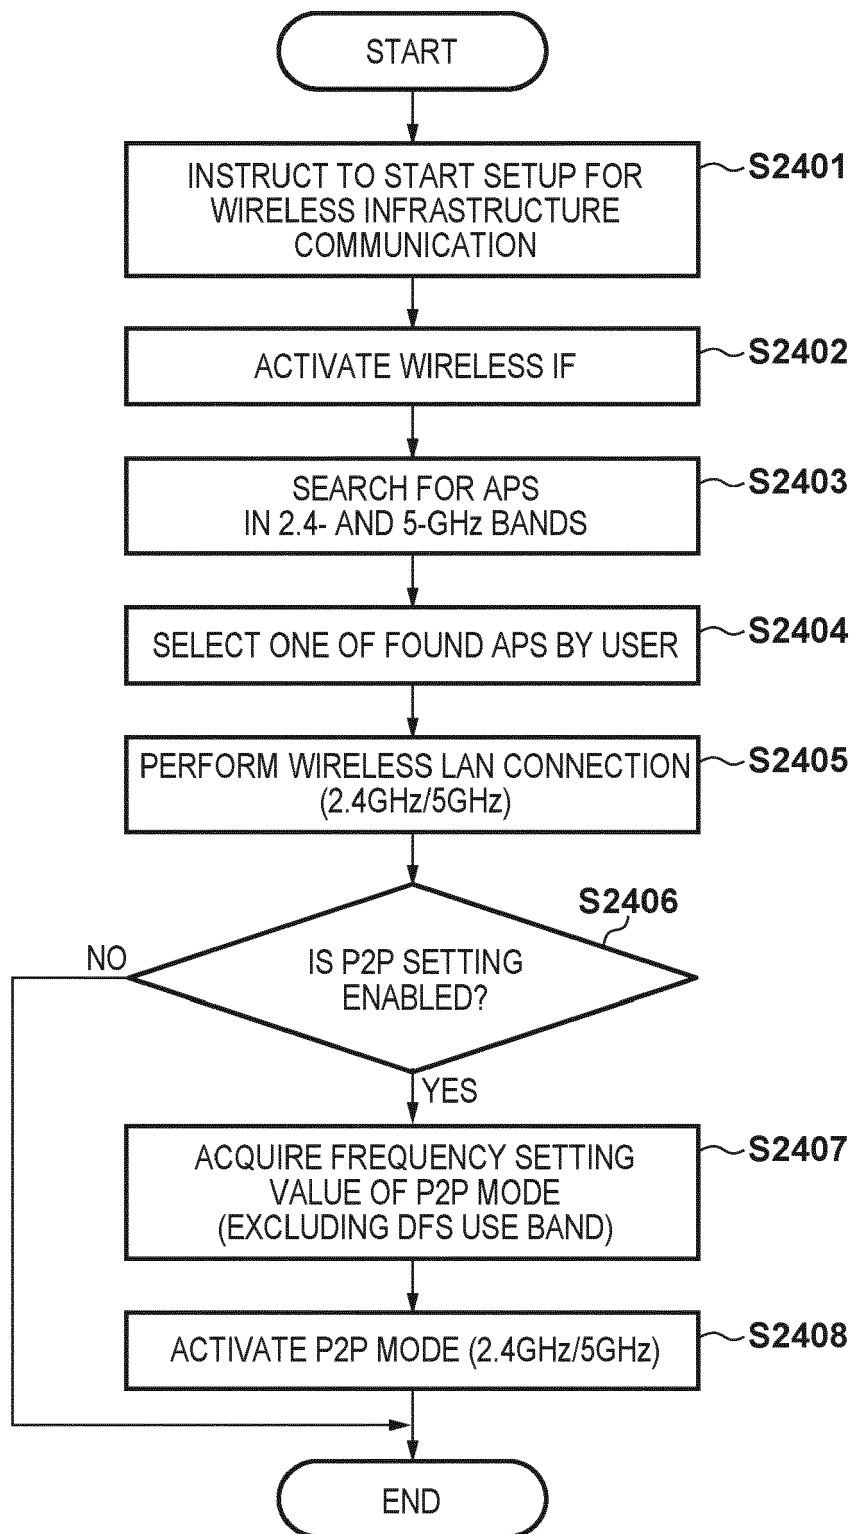 START
INSTRUCT TO START SETUP FOR
WIRELESS INFRASTRUCTURE
COMMUNICATION
S2401
ACTIVATE WIRELESS IF
S2402
SEARCH FOR APS
IN 2.4- AND 5-GHz BANDS
S2403
SELECT ONE OF FOUND APS BY USER
S2404
PERFORM WIRELESS LAN CONNECTION
(2.4GHz/5GHz)
S2405
S2406
IS P2P SETTING
ENABLED?
NO
YES
ACQUIRE FREQUENCY SETTING
VALUE OF P2P MODE
(EXCLUDING DFS USE BAND)
S2407
ACTIVATE P2P MODE (2.4GHz/5GHz)
S2408
END